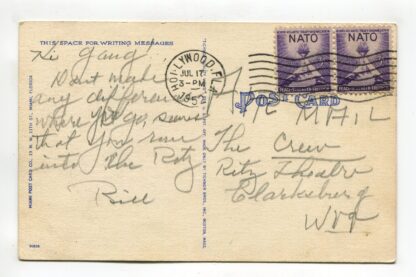 THIS SPACE FOR WRITING MESSAGES
Hi Gang.
Don't make
any difference
where you go, seems
that you run
into the Ritz
Bill
HOLLYWOOD, FLA.
JUL 17
3-PM
NATO
NATO
POST CARD
AIR MAIL
The Crew
Ritz Theatre
Clarksburg
W Va